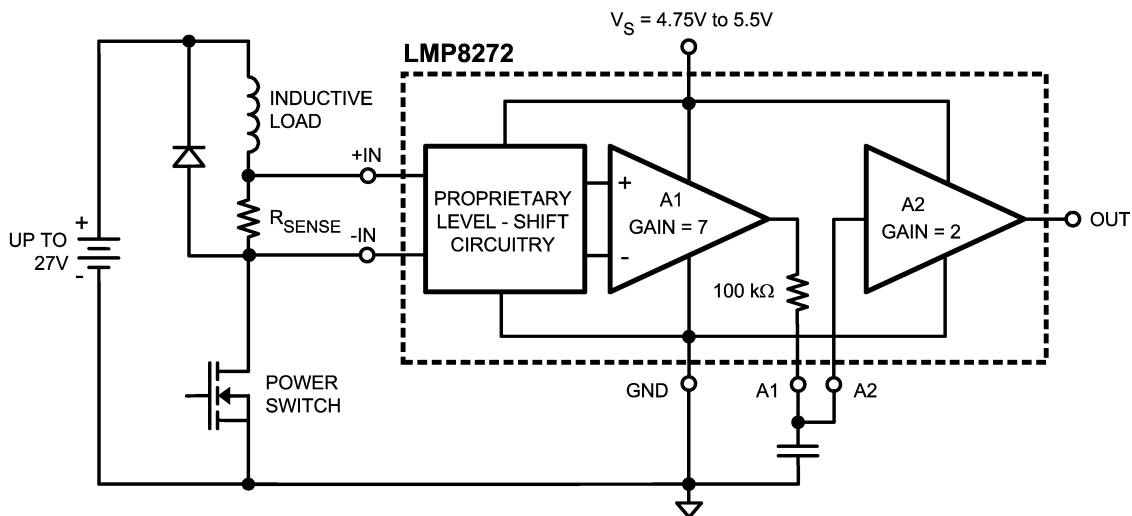 V_S = 4.75V to 5.5V
LMP8272
INDUCTIVE
LOAD
+IN
R_SENSE
-IN
PROPRIETARY
LEVEL - SHIFT
CIRCUITRY
+
-
A1
GAIN = 7
A2
GAIN = 2
OUT
+
UP TO
27V
-
100 kΩ
POWER
SWITCH
GND
A1
A2